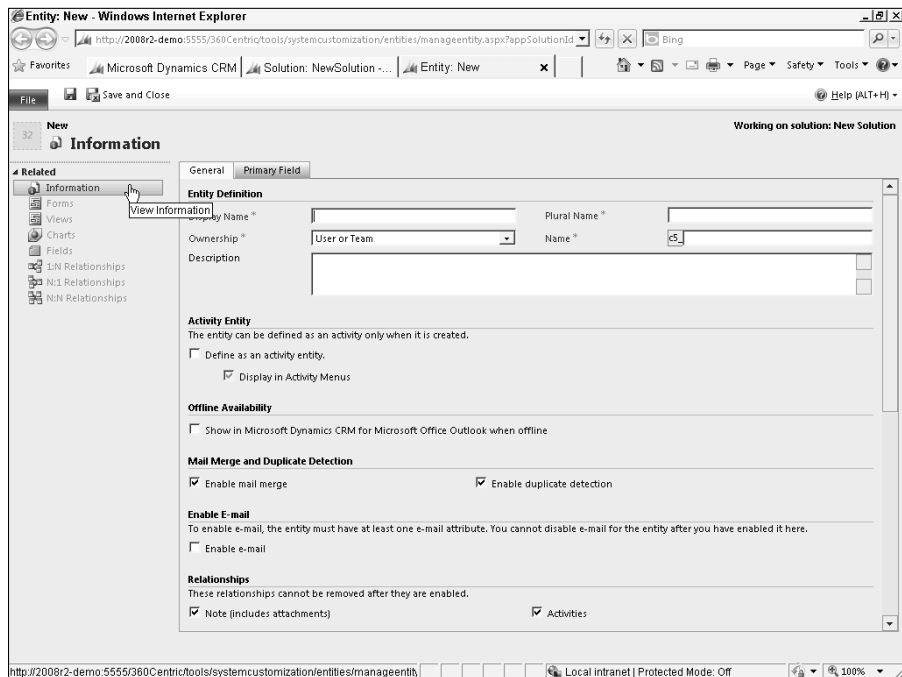 Entity: New - Windows Internet Explorer
http://2008r2-demo:5555/360Centric/tools/systemcustomization/entities/manageentity.aspx?appSolutionId
Bing
Favorites
Microsoft Dynamics CRM
Solution: NewSolution -...
Entity: New
x
Page
Safety
Tools
File
Save and Close
Help (ALT+H)
32
New
Information
Working on solution: New Solution
Related
Information
Forms
Views
Charts
Fields
1:N Relationships
N:1 Relationships
N:N Relationships
View Information
General
Primary Field
Entity Definition
Display Name *
Plural Name *
Ownership *
User or Team
Name *
c5_
Description
Activity Entity
The entity can be defined as an activity only when it is created.
Define as an activity entity.
Display in Activity Menus
Offline Availability
Show in Microsoft Dynamics CRM for Microsoft Office Outlook when offline
Mail Merge and Duplicate Detection
Enable mail merge
Enable duplicate detection
Enable E-mail
To enable e-mail, the entity must have at least one e-mail attribute. You cannot disable e-mail for the entity after you have enabled it here.
Enable e-mail
Relationships
These relationships cannot be removed after they are enabled.
Note (includes attachments)
Activities
http://2008r2-demo:5555/360Centric/tools/systemcustomization/entities/manageentity
Local intranet | Protected Mode: Off
100%